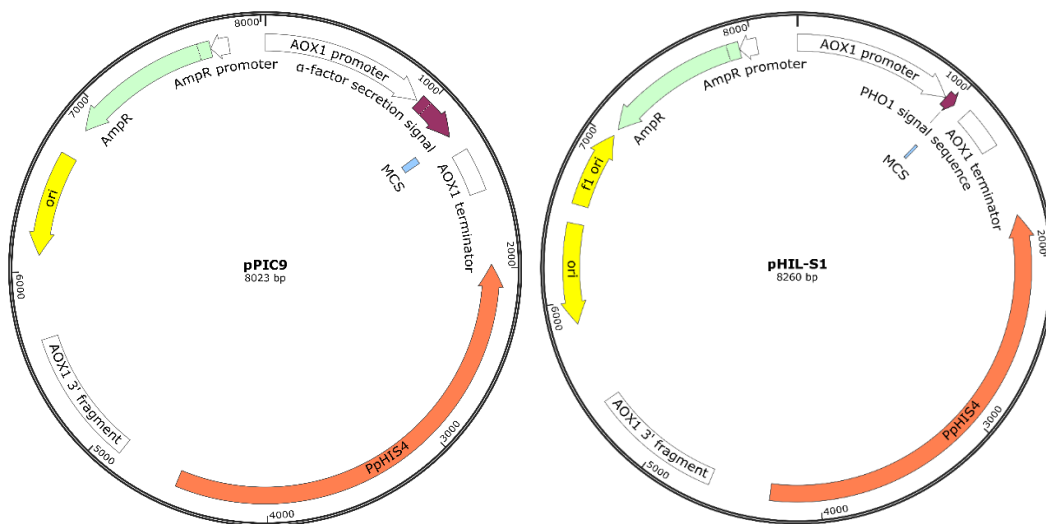 8000
AOX1 promoter
α-factor secretion signal
1000
AmpR promoter
AmpR
7000
MCS
AOX1 terminator
ori
2000
pPIC9
8023 bp
6000
AOX1 3' fragment
5000
PpHIS4
3000
4000
8000
AOX1 promoter
1000
AmpR promoter
PHO1 signal sequence
AmpR
7000
MCS
AOX1 terminator
f1 ori
2000
ori
pHIL-S1
8260 bp
6000
AOX1 3' fragment
5000
PpHIS4
3000
4000